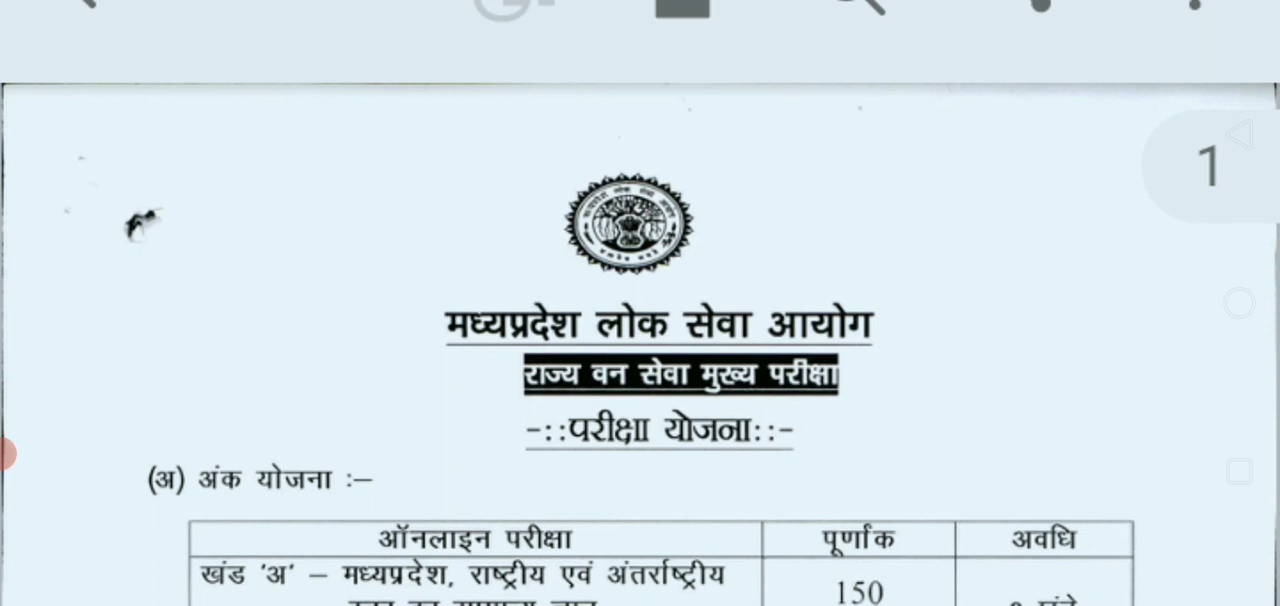 1
मध्यप्रदेश लोक सेवा आयोग
राज्य वन सेवा मुख्य परीक्षा
-::परीक्षा योजना::-
(अ) अंक योजना :–
ऑनलाइन परीक्षा पूर्णांक अवधि
खंड ‘अ’ – मध्यप्रदेश, राष्ट्रीय एवं अंतर्राष्ट्रीय
150